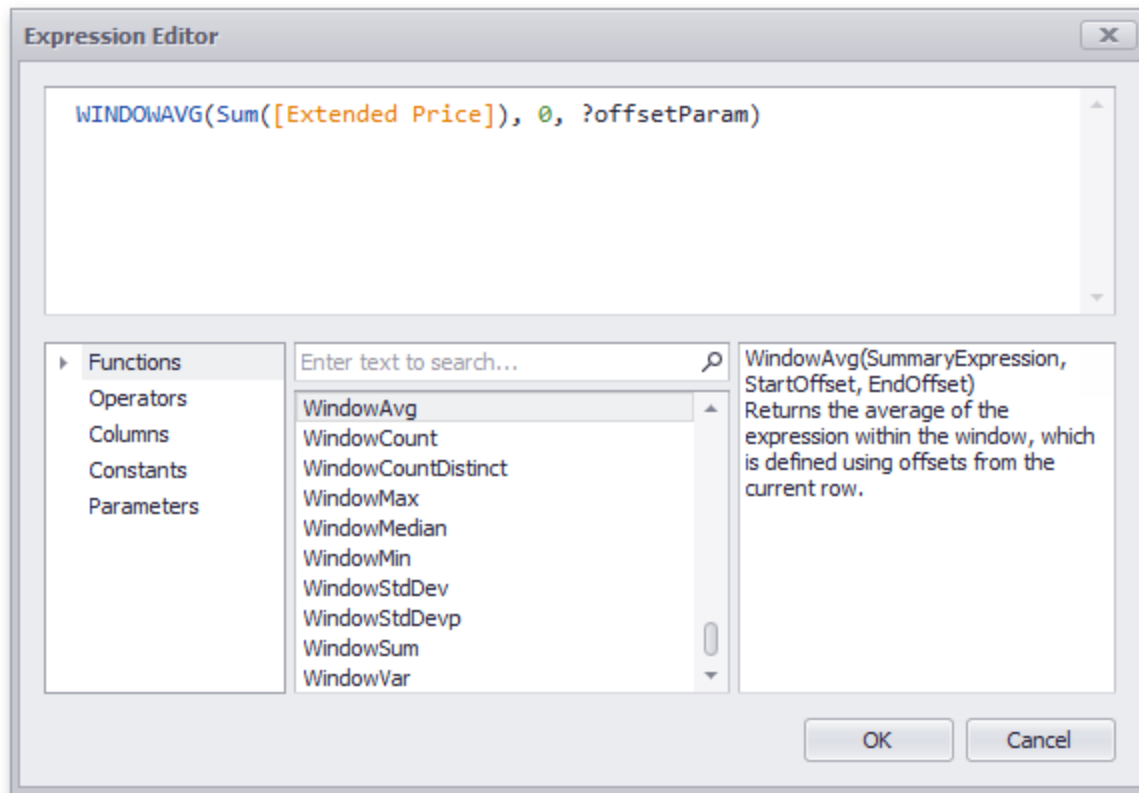 Expression Editor
WINDOWAVG(Sum([Extended Price]), 0, ?offsetParam)
Functions
Operators
Columns
Constants
Parameters
Enter text to search...
WindowAvg
WindowCount
WindowCountDistinct
WindowMax
WindowMedian
WindowMin
WindowStdDev
WindowStdDevp
WindowSum
WindowVar
WindowAvg(SummaryExpression,
StartOffset, EndOffset)
Returns the average of the
expression within the window, which
is defined using offsets from the
current row.
OK
Cancel